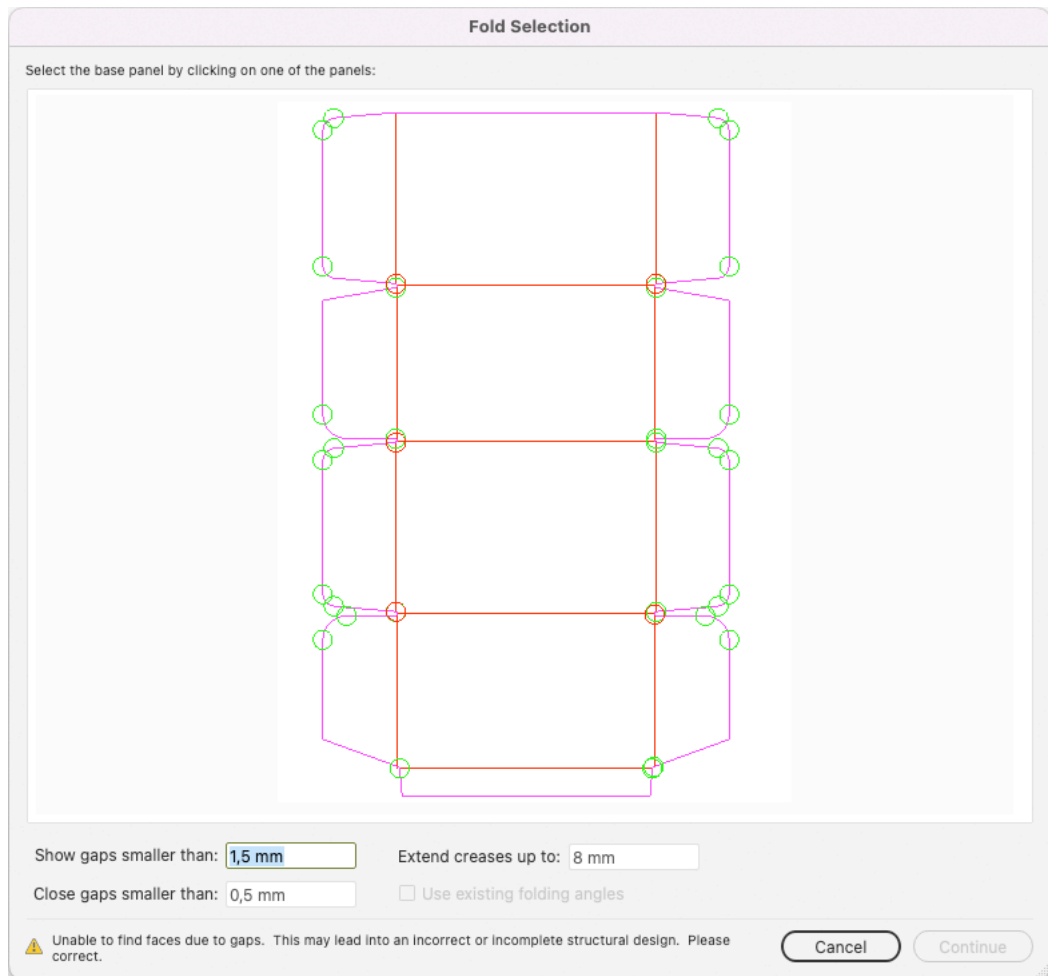 Fold Selection
Select the base panel by clicking on one of the panels:
Show gaps smaller than: 1,5 mm Extend creases up to: 8 mm
Close gaps smaller than: 0,5 mm Use existing folding angles
Unable to find faces due to gaps. This may lead into an incorrect or incomplete structural design. Please
correct.
Cancel Continue